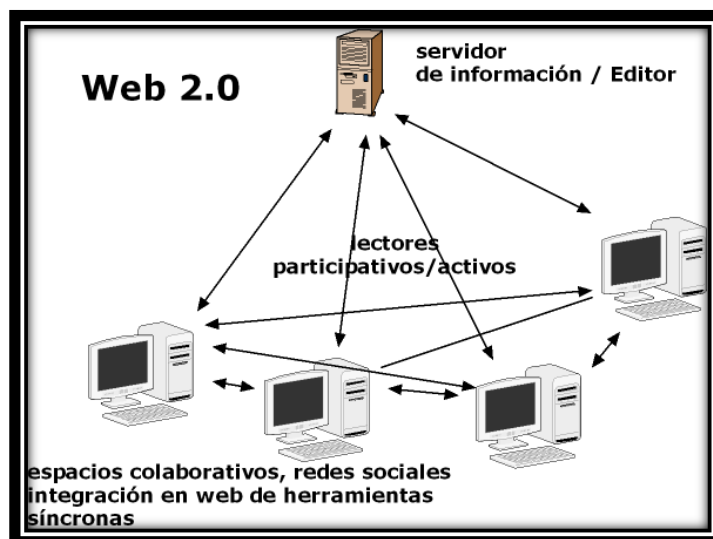 Web 2.0
servidor
de información / Editor
lectores
participativos/activos
espacios colaborativos, redes sociales
integración en web de herramientas
síncronas